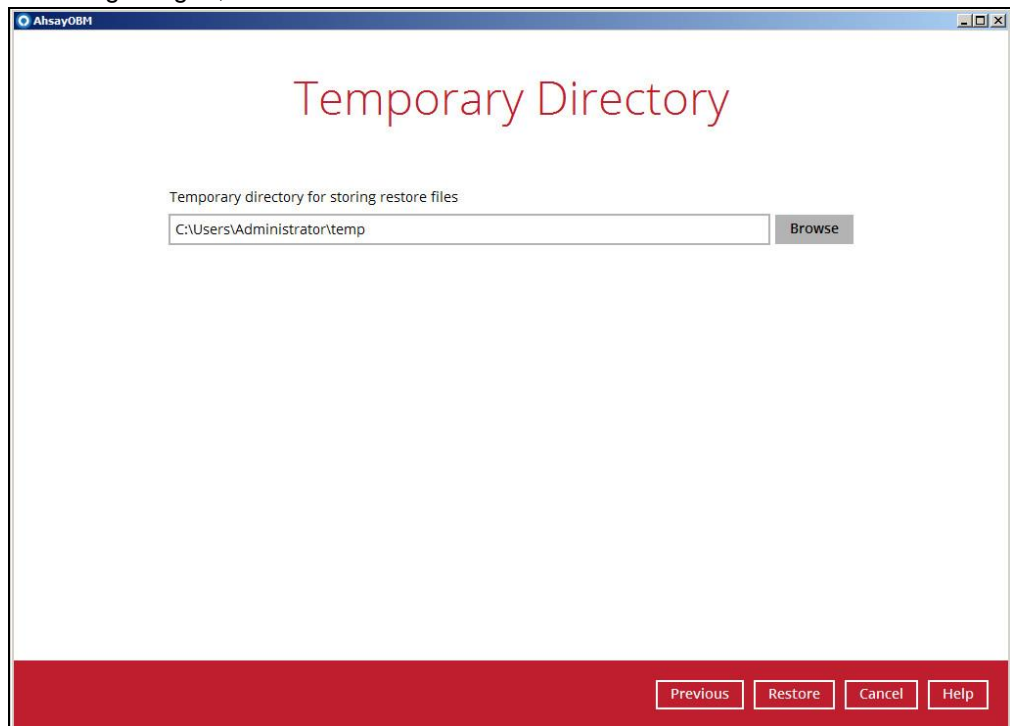 AhsayOBM
Temporary Directory
Temporary directory for storing restore files
C:\Users\Administrator\temp
Browse
Previous Restore Cancel Help